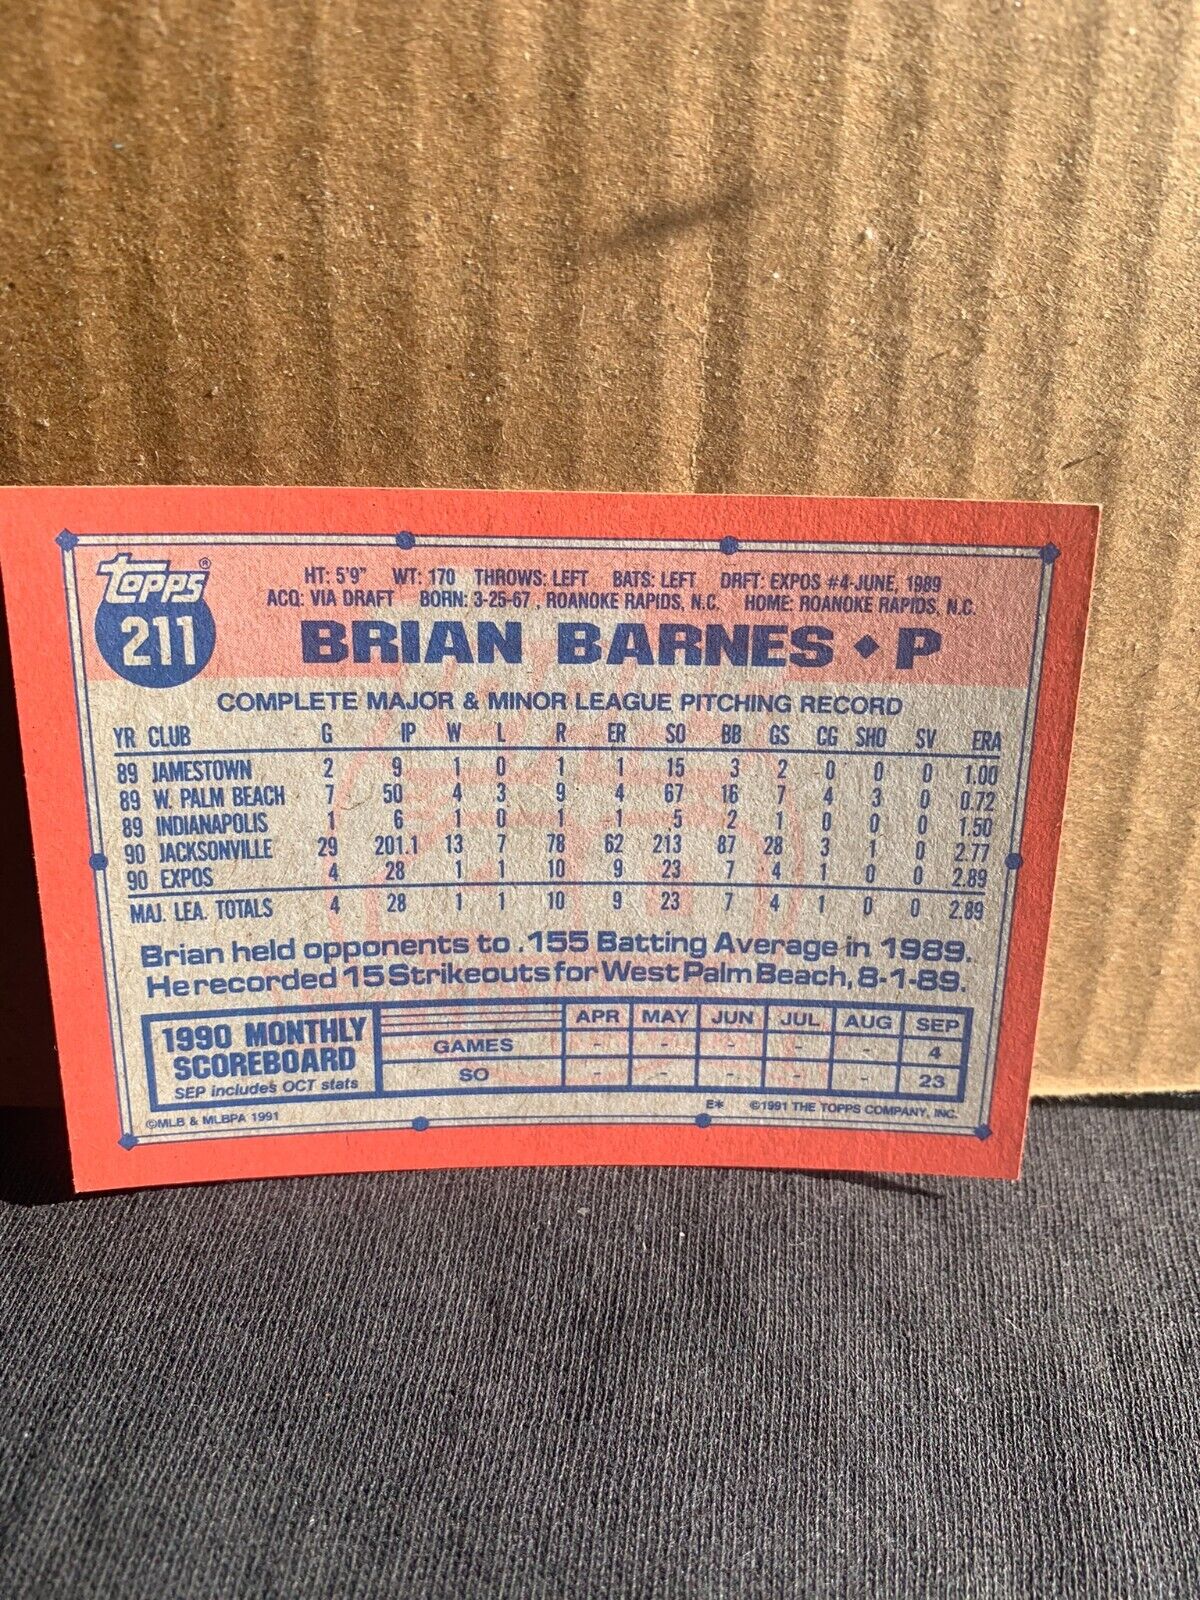 topps®
211
HT: 5'9" WT: 170 THROWS: LEFT BATS: LEFT DRFT: EXPOS #4-JUNE, 1989
ACQ: VIA DRAFT BORN: 3-25-67 , ROANOKE RAPIDS, N.C. HOME: ROANOKE RAPIDS, N.C.
BRIAN BARNES ◆ P
COMPLETE MAJOR & MINOR LEAGUE PITCHING RECORD
YR CLUB G IP W L R ER SO BB GS CG SHO SV ERA
89 JAMESTOWN 2 9 1 0 1 1 15 3 2 0 0 0 1.00
89 W. PALM BEACH 7 50 4 3 9 4 67 16 7 4 3 0 0.72
89 INDIANAPOLIS 1 6 1 0 1 1 5 2 1 0 0 0 1.50
90 JACKSONVILLE 29 201.1 13 7 78 62 213 87 28 3 1 0 2.77
90 EXPOS 4 28 1 1 10 9 23 7 4 1 0 0 2.89
MAJ. LEA. TOTALS 4 28 1 1 10 9 23 7 4 1 0 0 2.89
Brian held opponents to .155 Batting Average in 1989.
He recorded 15 Strikeouts for West Palm Beach, 8-1-89.
1990 MONTHLY
SCOREBOARD
SEP includes OCT stats
APR MAY JUN JUL AUG SEP
GAMES - - - - - 4
SO - - - - - 23
©MLB & MLBPA 1991 E* ©1991 THE TOPPS COMPANY, INC.